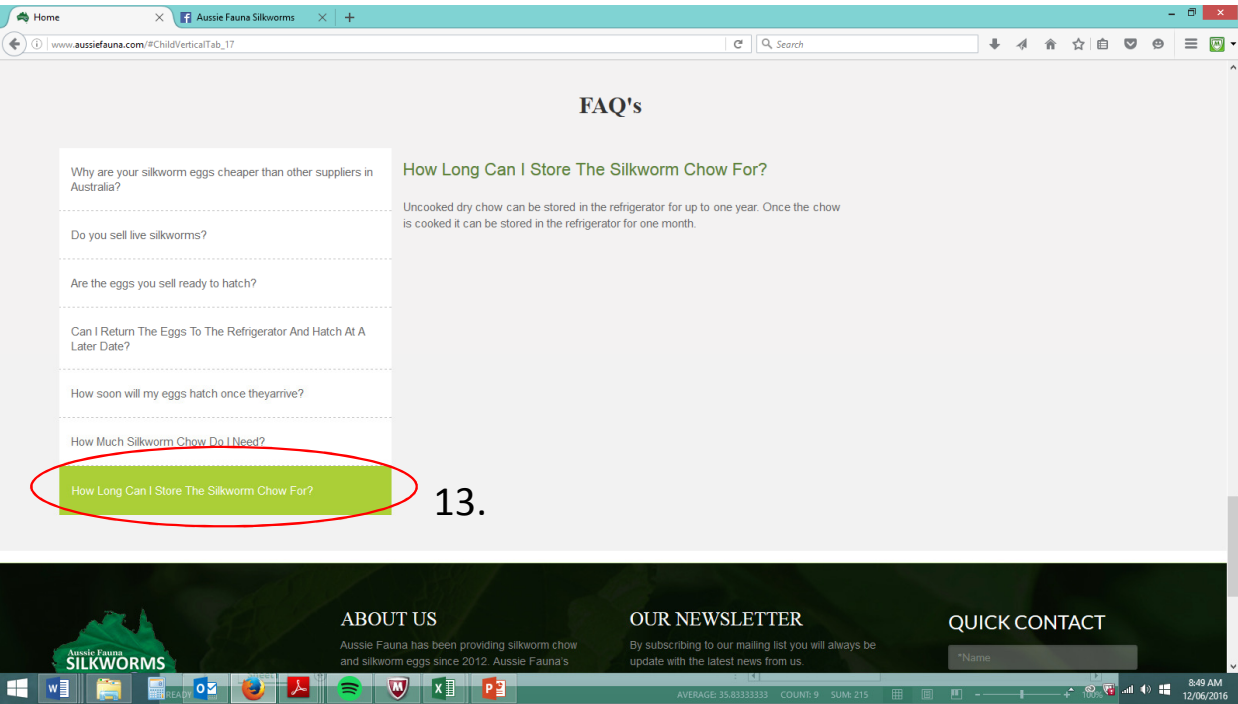 Home
Aussie Fauna Silkworms
www.aussiefauna.com/#ChildVerticalTab_17
Search
FAQ's
Why are your silkworm eggs cheaper than other suppliers in
Australia?
Do you sell live silkworms?
Are the eggs you sell ready to hatch?
Can I Return The Eggs To The Refrigerator And Hatch At A
Later Date?
How soon will my eggs hatch once theyarrive?
How Much Silkworm Chow Do I Need?
How Long Can I Store The Silkworm Chow For?
How Long Can I Store The Silkworm Chow For?
Uncooked dry chow can be stored in the refrigerator for up to one year. Once the chow
is cooked it can be stored in the refrigerator for one month.
13.
Aussie Fauna
SILKWORMS
ABOUT US
Aussie Fauna has been providing silkworm chow
and silkworm eggs since 2012. Aussie Fauna's
OUR NEWSLETTER
By subscribing to our mailing list you will always be
update with the latest news from us.
QUICK CONTACT
*Name
READY
AVERAGE: 35.83333333 COUNT: 9 SUM: 215
100%
8:49 AM
12/06/2016